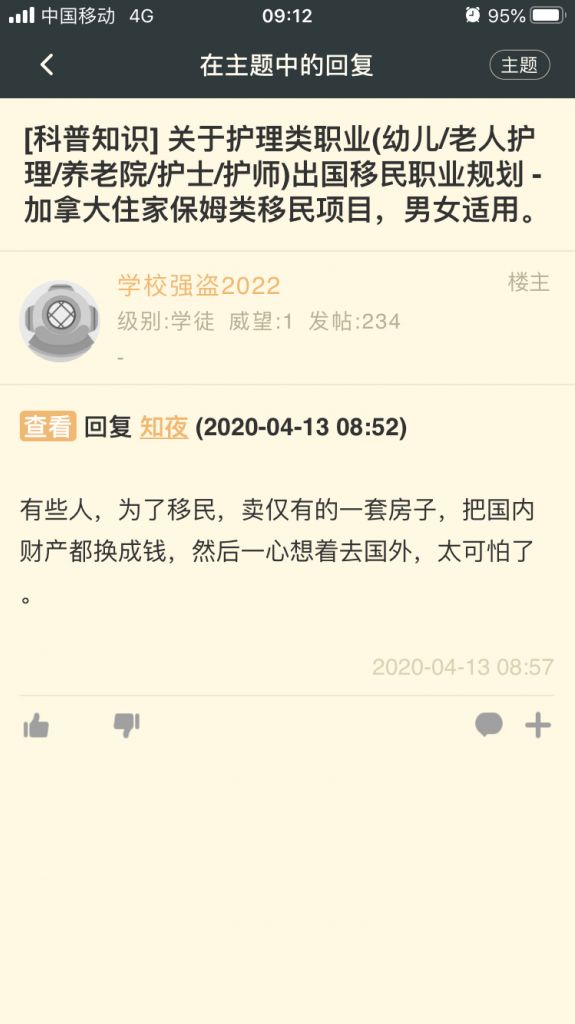 中国移动 4G 09:12 95%
在主题中的回复 主题
[科普知识] 关于护理类职业(幼儿/老人护
理/养老院/护士/护师)出国移民职业规划 -
加拿大住家保姆类移民项目，男女适用。
学校强盗2022 楼主
级别:学徒 威望:1 发帖:234
-
查看 回复 知夜 (2020-04-13 08:52)
有些人，为了移民，卖仅有的一套房子，把国内
财产都换成钱，然后一心想着去国外，太可怕了
。
2020-04-13 08:57